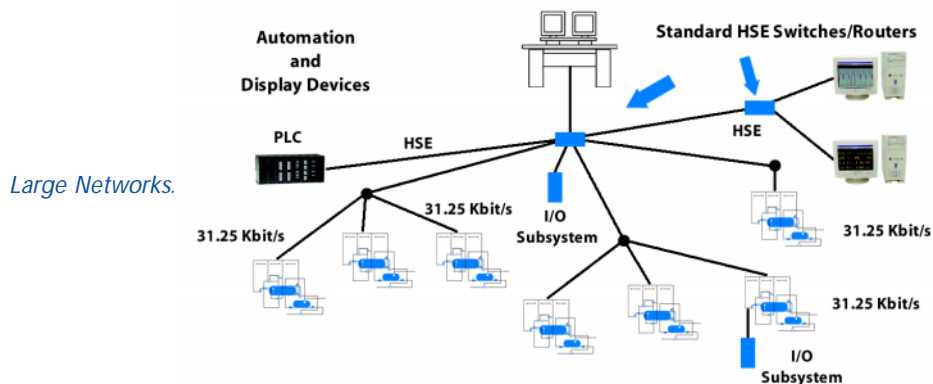 Automation
and
Display Devices
Standard HSE Switches/Routers
PLC
HSE
HSE
Large Networks.
31.25 Kbit/s
31.25 Kbit/s
I/O
Subsystem
31.25 Kbit/s
31.25 Kbit/s
I/O
Subsystem